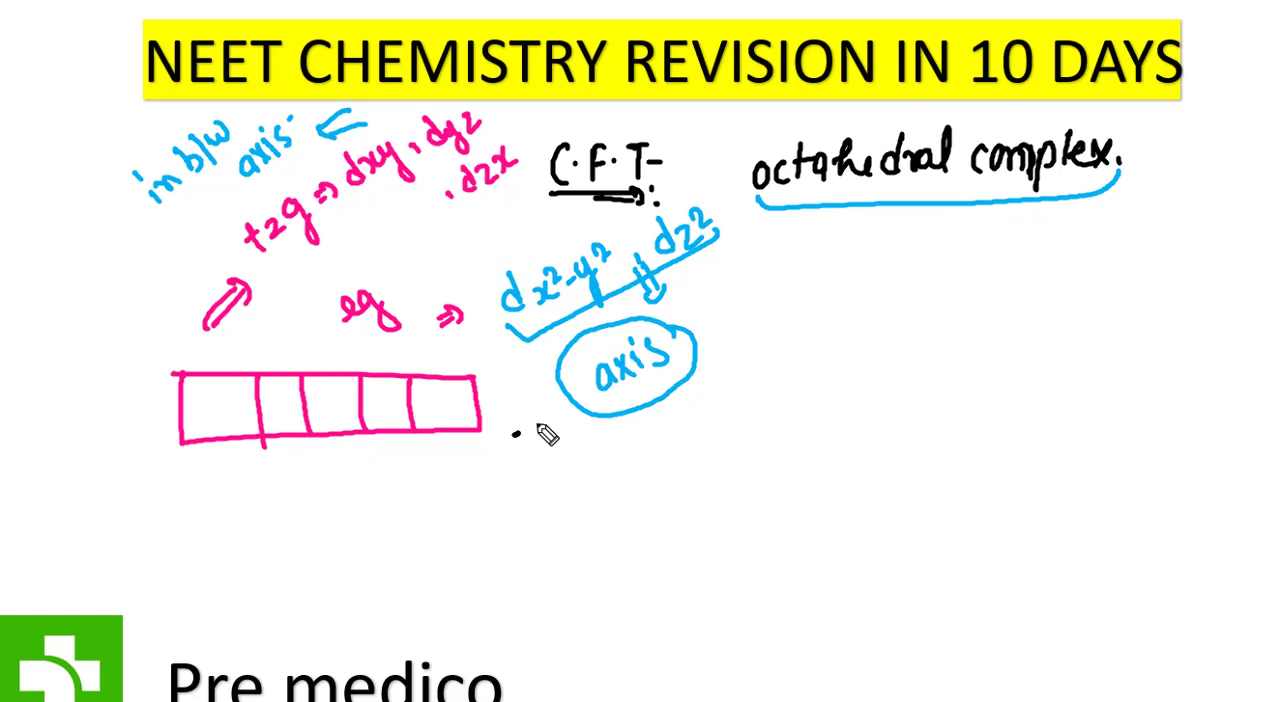 NEET CHEMISTRY REVISION IN 10 DAYS
in b/w axis
t2g ⇒ dxy, dyz, dzx
C.F.T-:
octahedral complex.
eg ⇒ dx²-y² dz²
axis
Pre medico